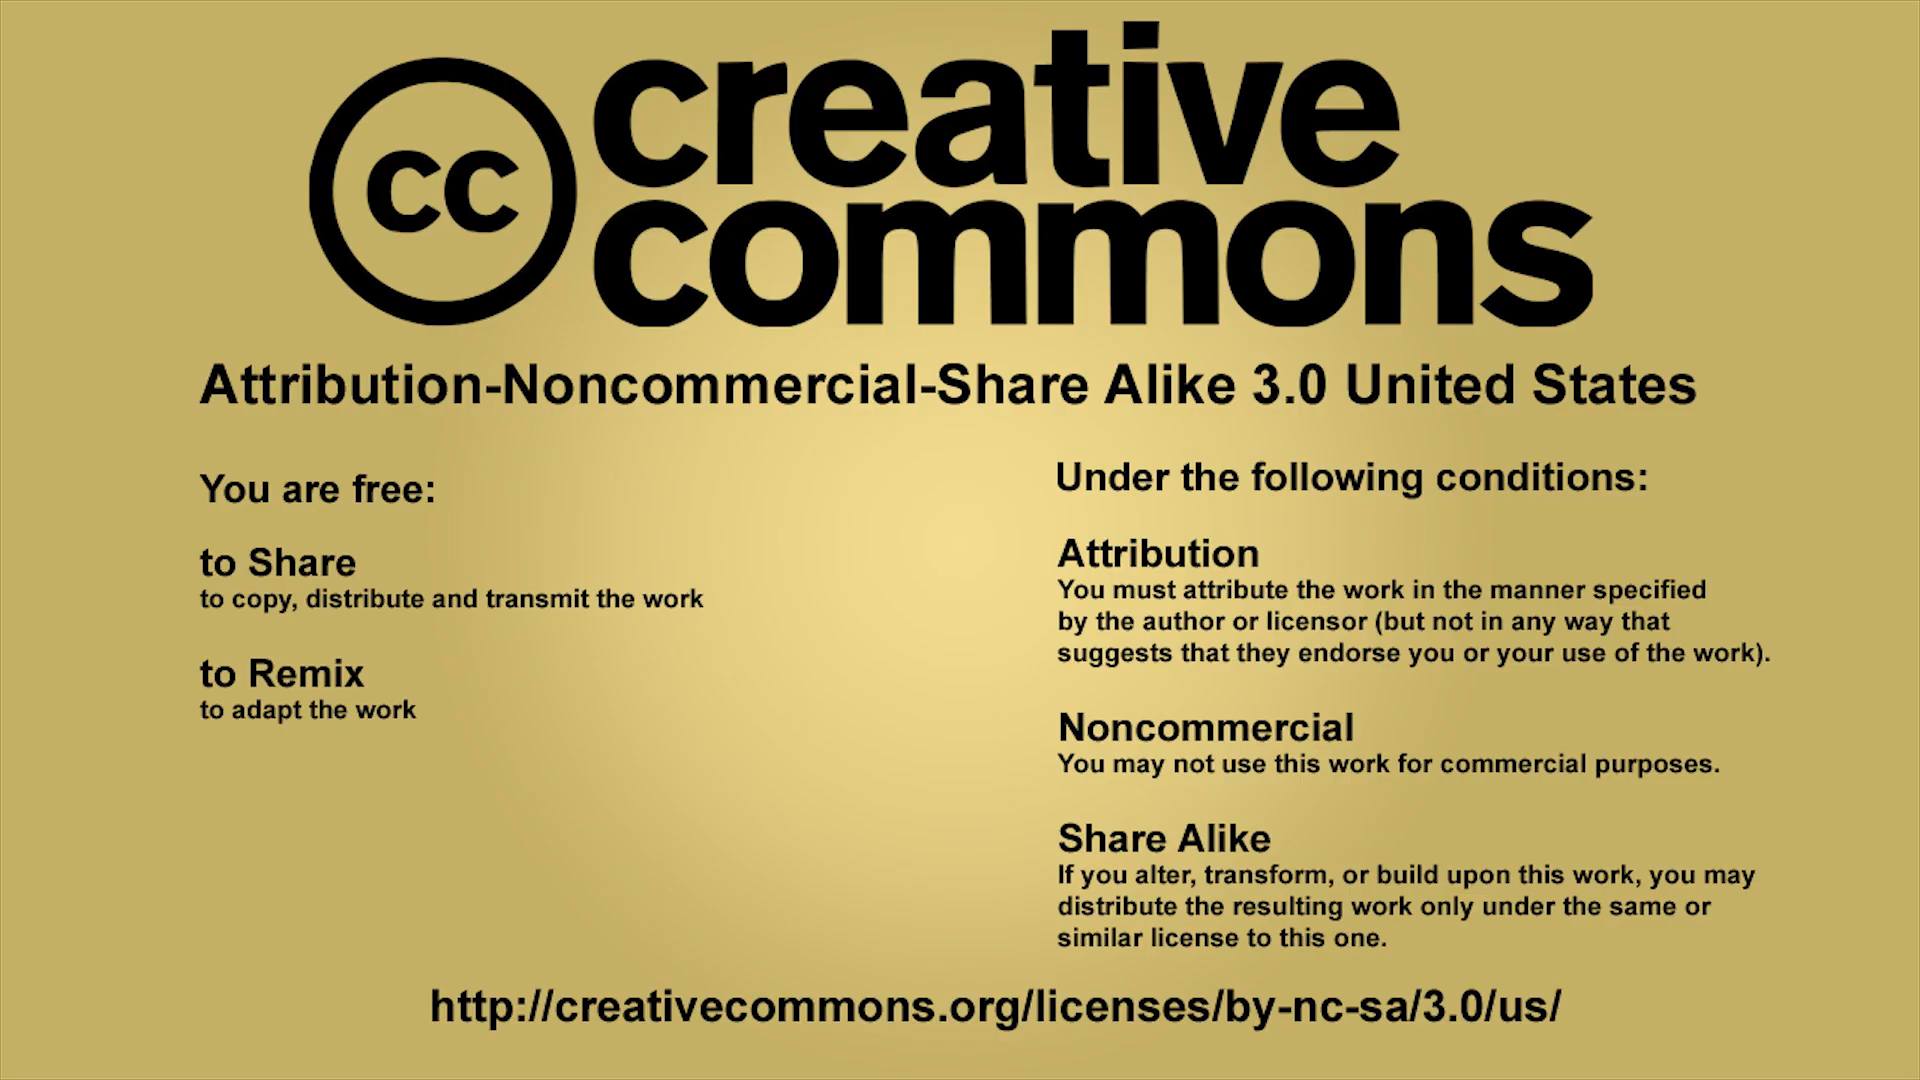 cc
creative
commons
Attribution-Noncommercial-Share Alike 3.0 United States
You are free:
to Share
to copy, distribute and transmit the work
to Remix
to adapt the work
Under the following conditions:
Attribution
You must attribute the work in the manner specified
by the author or licensor (but not in any way that
suggests that they endorse you or your use of the work).
Noncommercial
You may not use this work for commercial purposes.
Share Alike
If you alter, transform, or build upon this work, you may
distribute the resulting work only under the same or
similar license to this one.
http://creativecommons.org/licenses/by-nc-sa/3.0/us/